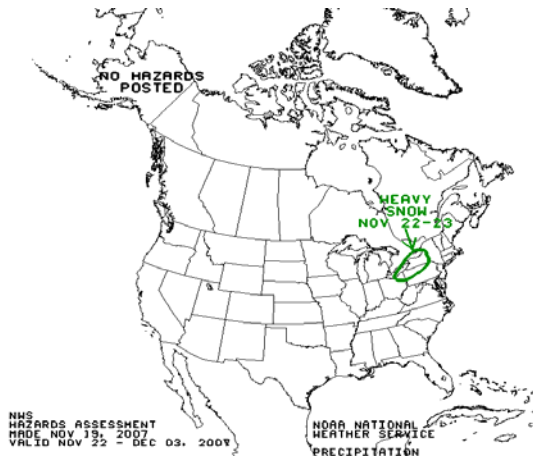 NO HAZARDS
POSTED
HEAVY
SNOW
NOV 22-23
NWS
HAZARDS ASSESSMENT
MADE NOV 19, 2007
VALID NOV 22 - DEC 03, 2007
NOAA NATIONAL
WEATHER SERVICE
PRECIPITATION